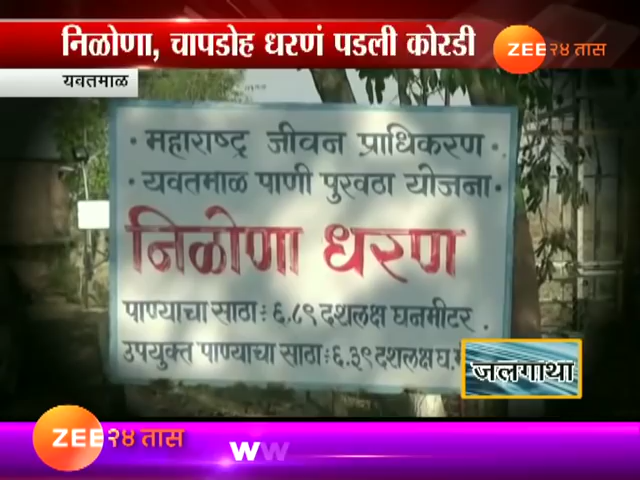 निळोणा, चापडोह धरणं पडली कोरडी
ZEE २४ तास
यवतमाळ
• महाराष्ट्र जीवन प्राधिकरण •
• यवतमाळ पाणी पुरवठा योजना •
निळोणा धरण
पाण्याचा साठा : ६.८९ दशलक्ष घनमीटर .
उपयुक्त पाण्याचा साठा : ६.३९ दशलक्ष घ.
जलगाथा
ZEE २४ तास
WW